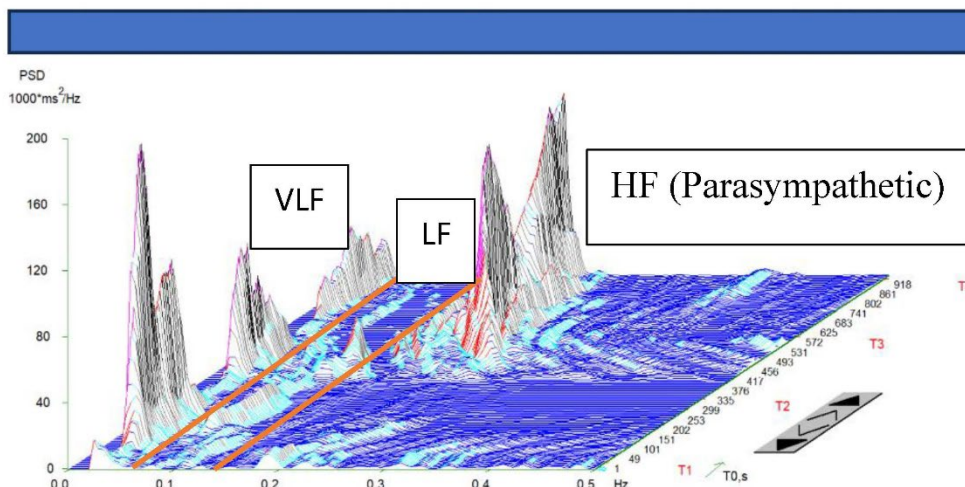 PSD
1000*ms²/Hz
200
160
120
80
40
0
VLF
LF
HF (Parasympathetic)
0.0 0.1 0.2 0.3 0.4 0.5 Hz
1
49
101
151
202
253
299
335
376
417
456
493
531
572
625
683
741
802
861
918
T1
T2
T3
T
T0,s